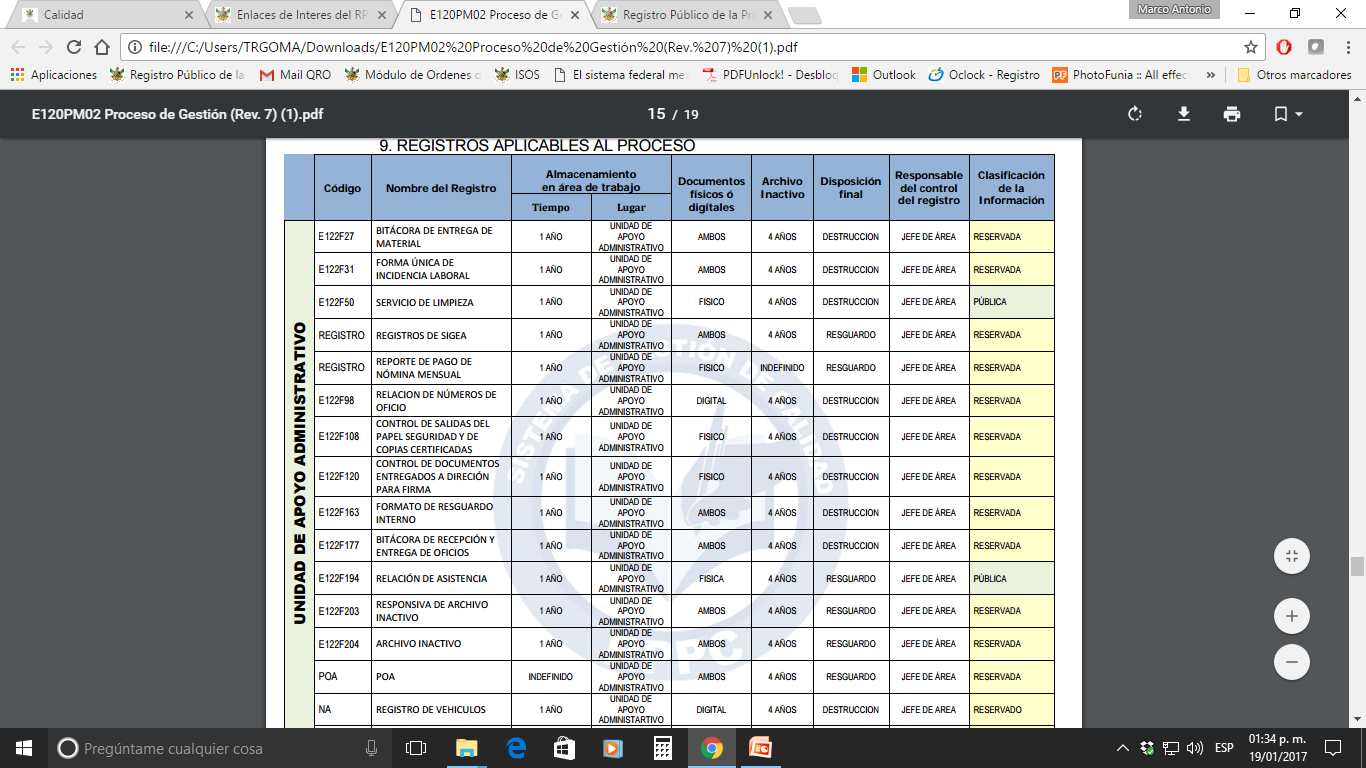 Calidad
Enlaces de Interes del RP
E120PM02 Proceso de G
Registro Público de la Pr
Marco Antonio
file:///C:/Users/TRGOMA/Downloads/E120PM02%20Proceso%20de%20Gestión%20(Rev.%207)%20(1).pdf
Aplicaciones
Registro Público de la
Mail QRO
Módulo de Ordenes d
ISOS
El sistema federal me
PDFUnlock! - Desbloq
Outlook
Oclock - Registro
PhotoFunia :: All effec
»
Otros marcadores
E120PM02 Proceso de Gestión (Rev. 7) (1).pdf
15 / 19
9. REGISTROS APLICABLES AL PROCESO
Código
Nombre del Registro
Almacenamiento
en área de trabajo
Tiempo
Lugar
Documentos
físicos ó
digítales
Archivo
Inactivo
Disposición
final
Responsable
del control
del registro
Clasificación
de la
Información
UNIDAD DE APOYO ADMINISTRATIVO
E122F27
BITÁCORA DE ENTREGA DE
MATERIAL
1 AÑO
UNIDAD DE
APOYO
ADMINISTRATIVO
AMBOS
4 AÑOS
DESTRUCCION
JEFE DE ÁREA
RESERVADA
E122F31
FORMA ÚNICA DE
INCIDENCIA LABORAL
1 AÑO
UNIDAD DE
APOYO
ADMINISTRATIVO
AMBOS
4 AÑOS
DESTRUCCION
JEFE DE ÁREA
RESERVADA
E122F50
SERVICIO DE LIMPIEZA
1 AÑO
UNIDAD DE
APOYO
ADMINISTRATIVO
FISICO
4 AÑOS
DESTRUCCION
JEFE DE ÁREA
PÚBLICA
REGISTRO
REGISTROS DE SIGEA
1 AÑO
UNIDAD DE
APOYO
ADMINISTRATIVO
AMBOS
4 AÑOS
RESGUARDO
JEFE DE ÁREA
RESERVADA
REGISTRO
REPORTE DE PAGO DE
NÓMINA MENSUAL
1 AÑO
UNIDAD DE
APOYO
ADMINISTRATIVO
FISICO
INDEFINIDO
RESGUARDO
JEFE DE ÁREA
RESERVADA
E122F98
RELACION DE NÚMEROS DE
OFICIO
1 AÑO
UNIDAD DE
APOYO
ADMINISTRATIVO
DIGITAL
4 AÑOS
DESTRUCCION
JEFE DE ÁREA
RESERVADA
E122F108
CONTROL DE SALIDAS DEL
PAPEL SEGURIDAD Y DE
COPIAS CERTIFICADAS
1 AÑO
UNIDAD DE
APOYO
ADMINISTRATIVO
FISICO
4 AÑOS
DESTRUCCION
JEFE DE ÁREA
RESERVADA
E122F120
CONTROL DE DOCUMENTOS
ENTREGADOS A DIRECIÓN
PARA FIRMA
1 AÑO
UNIDAD DE
APOYO
ADMINISTRATIVO
FISICO
4 AÑOS
DESTRUCCION
JEFE DE ÁREA
RESERVADA
E122F163
FORMATO DE RESGUARDO
INTERNO
1 AÑO
UNIDAD DE
APOYO
ADMINISTRATIVO
AMBOS
4 AÑOS
DESTRUCCION
JEFE DE ÁREA
RESERVADA
E122F177
BITÁCORA DE RECEPCIÓN Y
ENTREGA DE OFICIOS
1 AÑO
UNIDAD DE
APOYO
ADMINISTRATIVO
AMBOS
4 AÑOS
DESTRUCCION
JEFE DE ÁREA
RESERVADA
E122F194
RELACIÓN DE ASISTENCIA
1 AÑO
UNIDAD DE
APOYO
ADMINISTRATIVO
FISICA
4 AÑOS
RESGUARDO
JEFE DE ÁREA
PÚBLICA
E122F203
RESPONSIVA DE ARCHIVO
INACTIVO
1 AÑO
UNIDAD DE
APOYO
ADMINISTRATIVO
AMBOS
4 AÑOS
RESGUARDO
JEFE DE ÁREA
RESERVADA
E122F204
ARCHIVO INACTIVO
1 AÑO
UNIDAD DE
APOYO
ADMINISTRATIVO
AMBOS
4 AÑOS
RESGUARDO
JEFE DE ÁREA
RESERVADA
POA
POA
INDEFINIDO
UNIDAD DE
APOYO
ADMINISTRATIVO
AMBOS
4 AÑOS
RESGUARDO
JEFE DE ÁREA
RESERVADA
NA
REGISTRO DE VEHICULOS
1 AÑO
UNIDAD DE
APOYO
ADMINISTARTIVO
DIGITAL
4 AÑOS
DESTRUCCION
JEFE DE ÁREA
RESERVADO
SISTEMA DE GESTIÓN DE CALIDAD
Pregúntame cualquier cosa
ESP
01:34 p. m.
19/01/2017